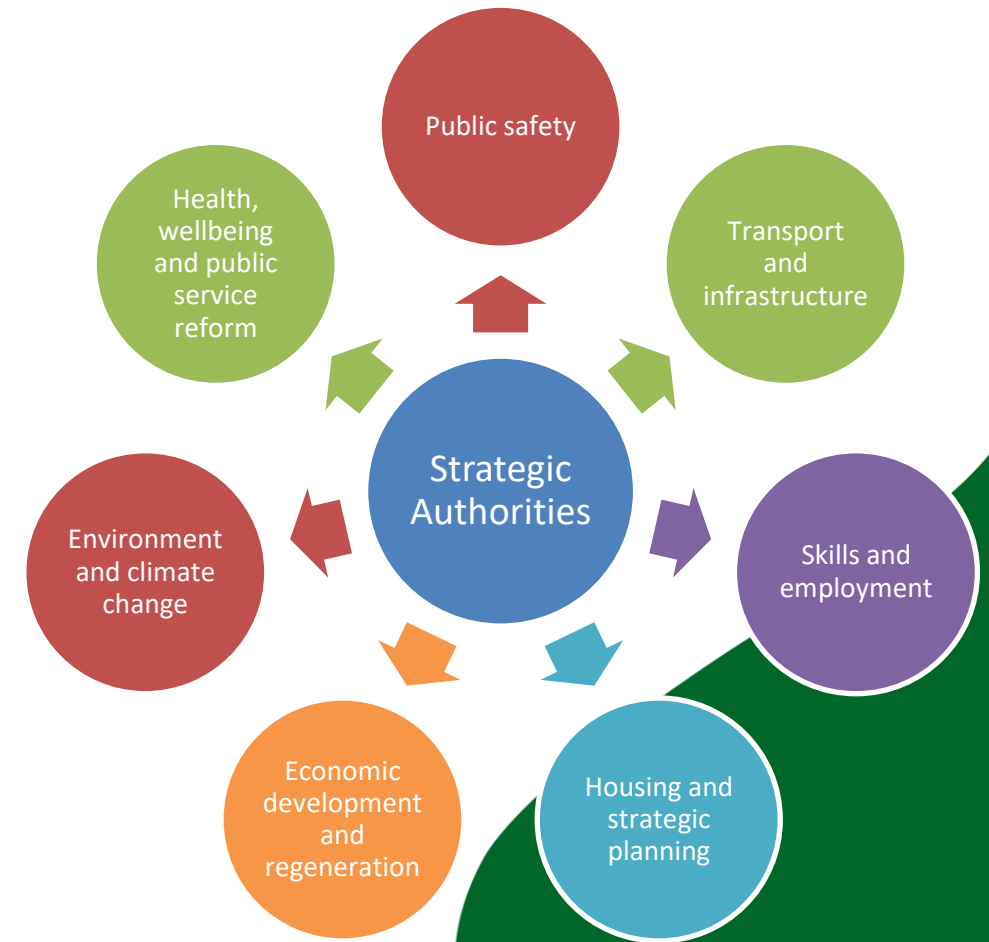 Public safety
Transport
and
infrastructure
Skills and
employment
Housing and
strategic
planning
Economic
development
and
regeneration
Environment
and climate
change
Health,
wellbeing
and public
service
reform
Strategic
Authorities